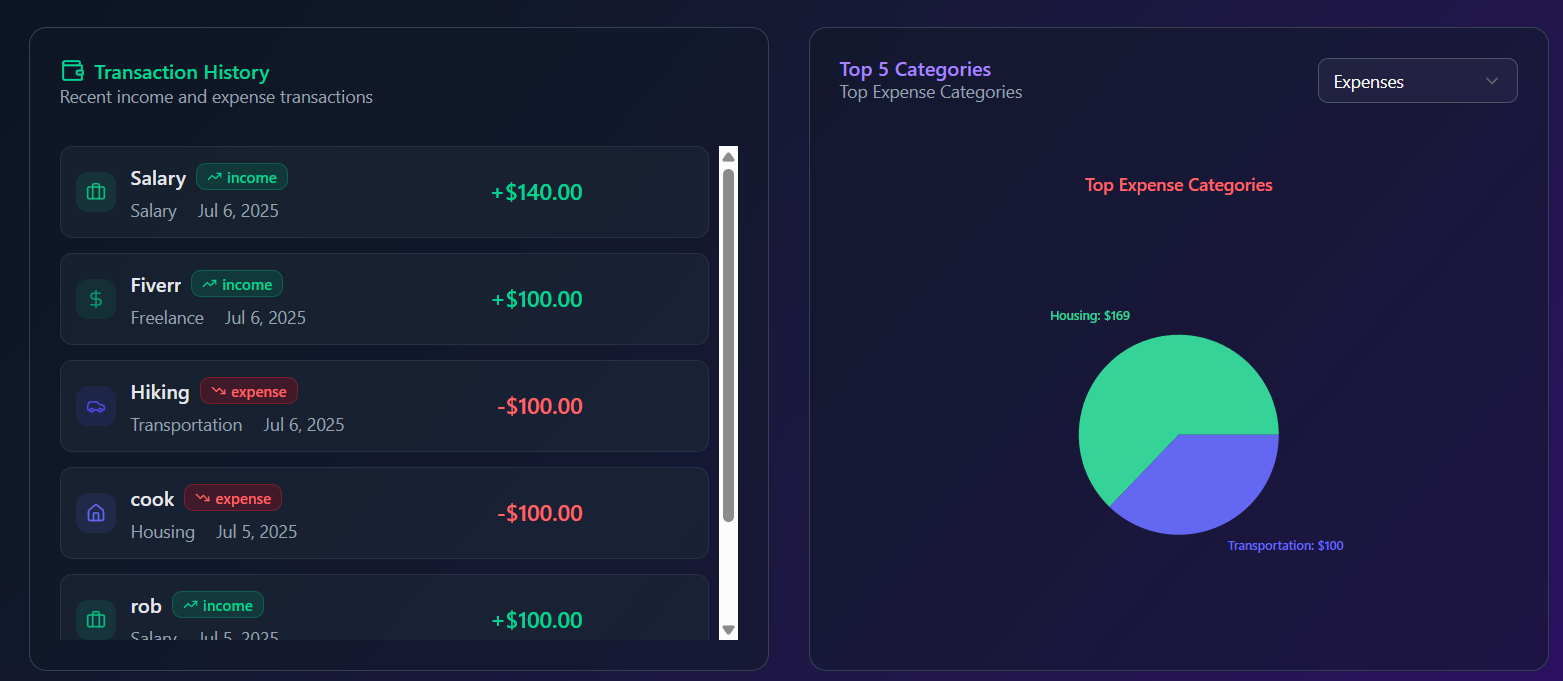 Transaction History
Recent income and expense transactions
Salary income
Salary Jul 6, 2025
+$140.00
Fiverr income
Freelance Jul 6, 2025
+$100.00
Hiking expense
Transportation Jul 6, 2025
-$100.00
cook expense
Housing Jul 5, 2025
-$100.00
rob income
Salary Jul 5, 2025
+$100.00
Top 5 Categories
Top Expense Categories
Expenses
Top Expense Categories
Housing: $169
Transportation: $100